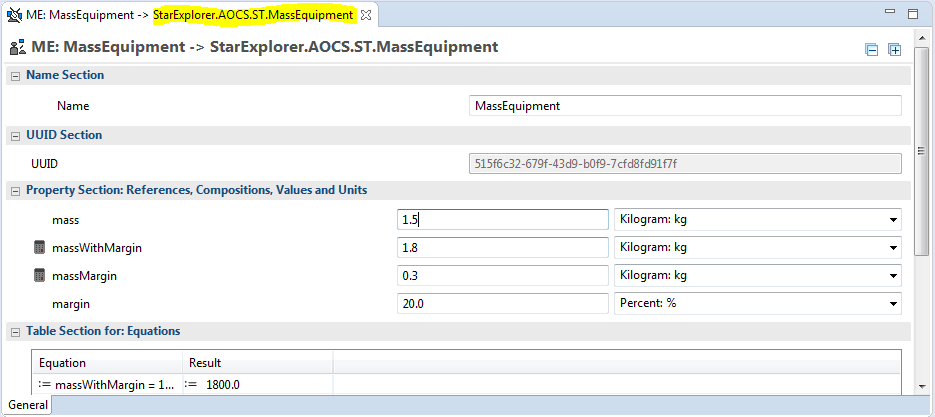 ME: MassEquipment -> StarExplorer.AOCS.ST.MassEquipment
ME: MassEquipment -> StarExplorer.AOCS.ST.MassEquipment
Name Section
Name MassEquipment
UUID Section
UUID 515f6c32-679f-43d9-b0f9-7cfd8fd91f7f
Property Section: References, Compositions, Values and Units
mass 1.5 Kilogram: kg
massWithMargin 1.8 Kilogram: kg
massMargin 0.3 Kilogram: kg
margin 20.0 Percent: %
Table Section for: Equations
Equation Result
:= massWithMargin = 1... := 1800.0
General